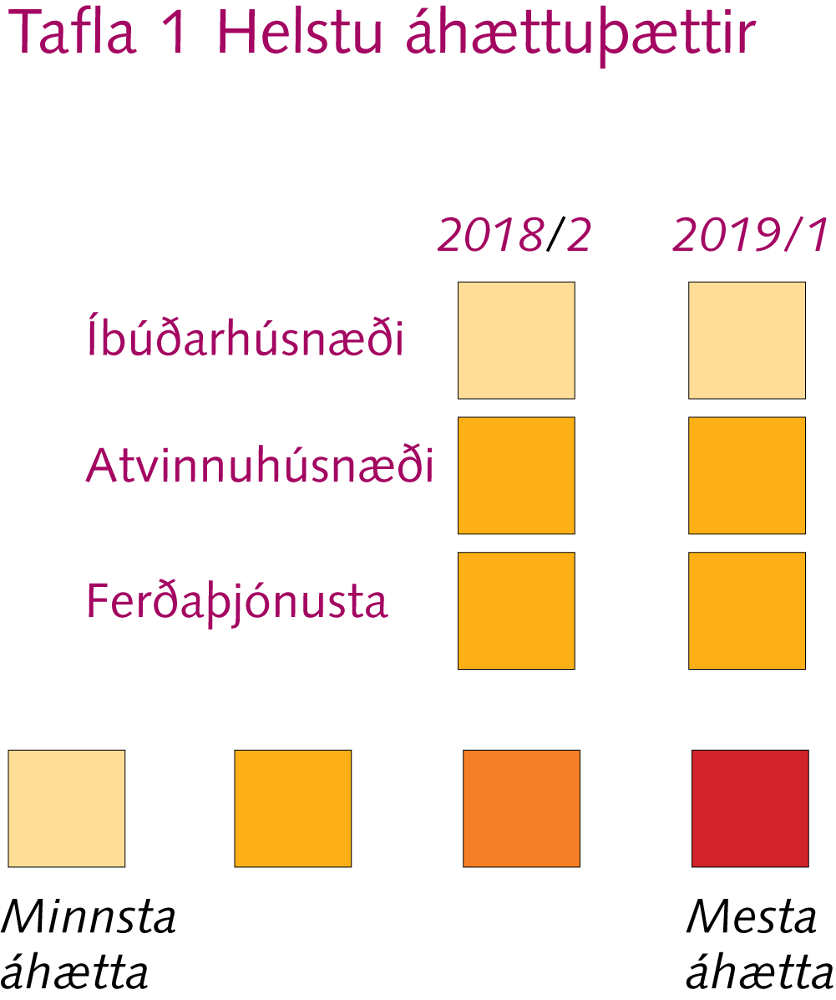 Tafla 1 Helstu áhættuþættir
2018/2 2019/1
Íbúðarhúsnæði
Atvinnuhúsnæði
Ferðaþjónusta
Minnsta áhætta
Mesta áhætta